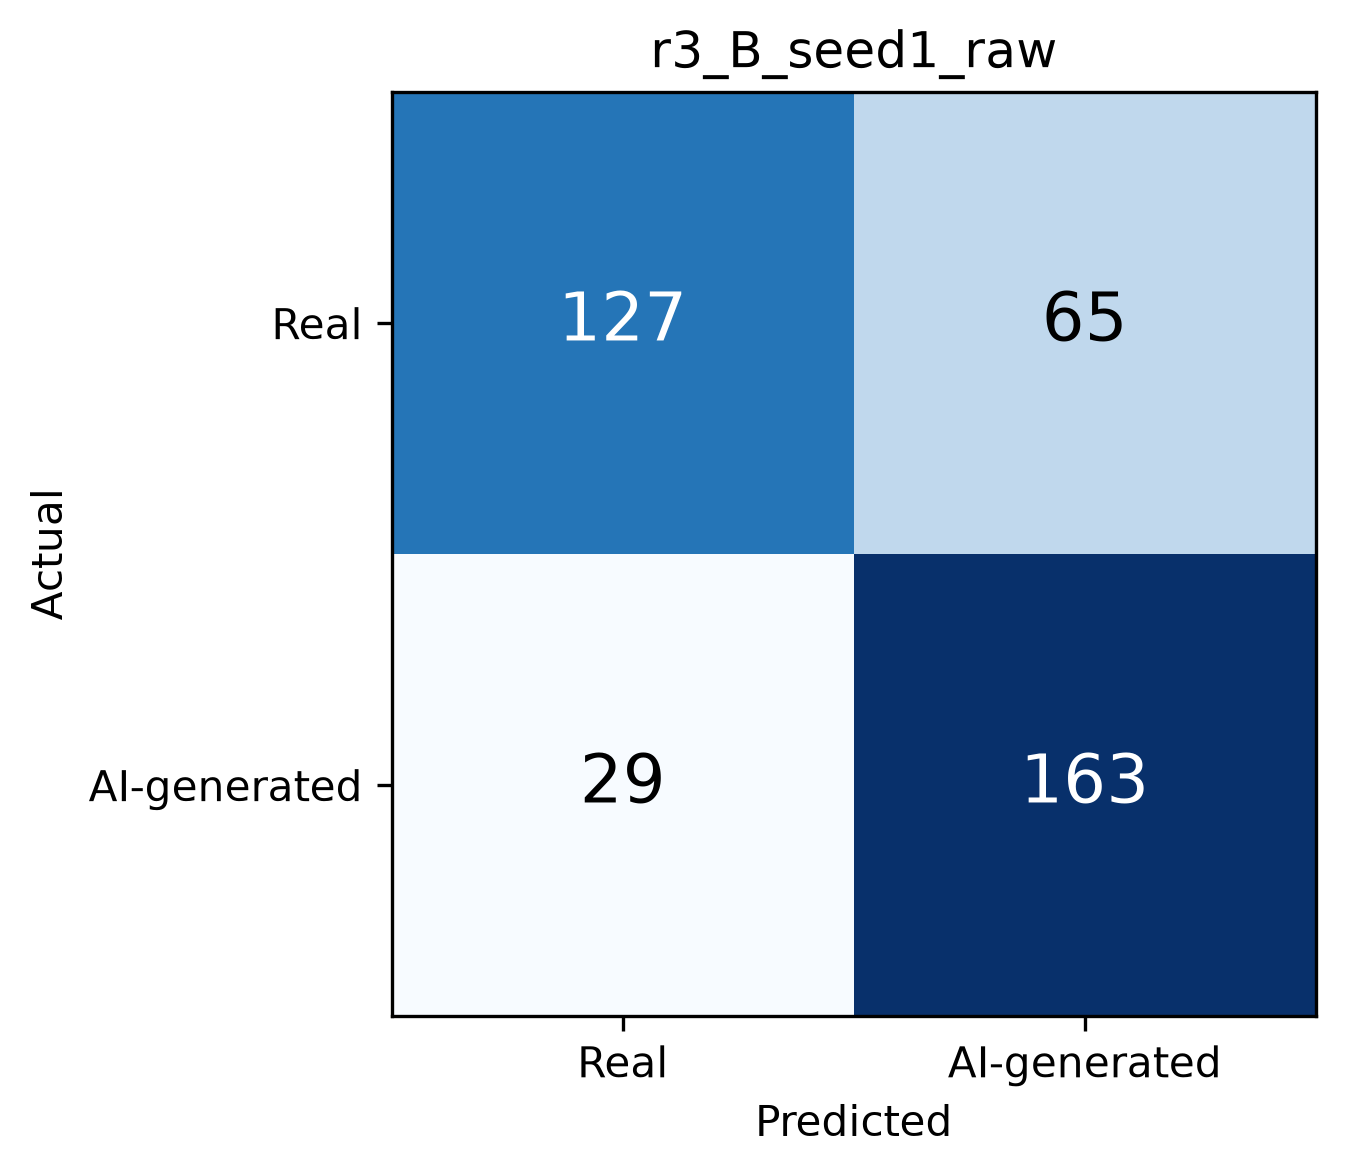 r3_B_seed1_raw
Actual
Real
127
65
AI-generated
29
163
Real
AI-generated
Predicted